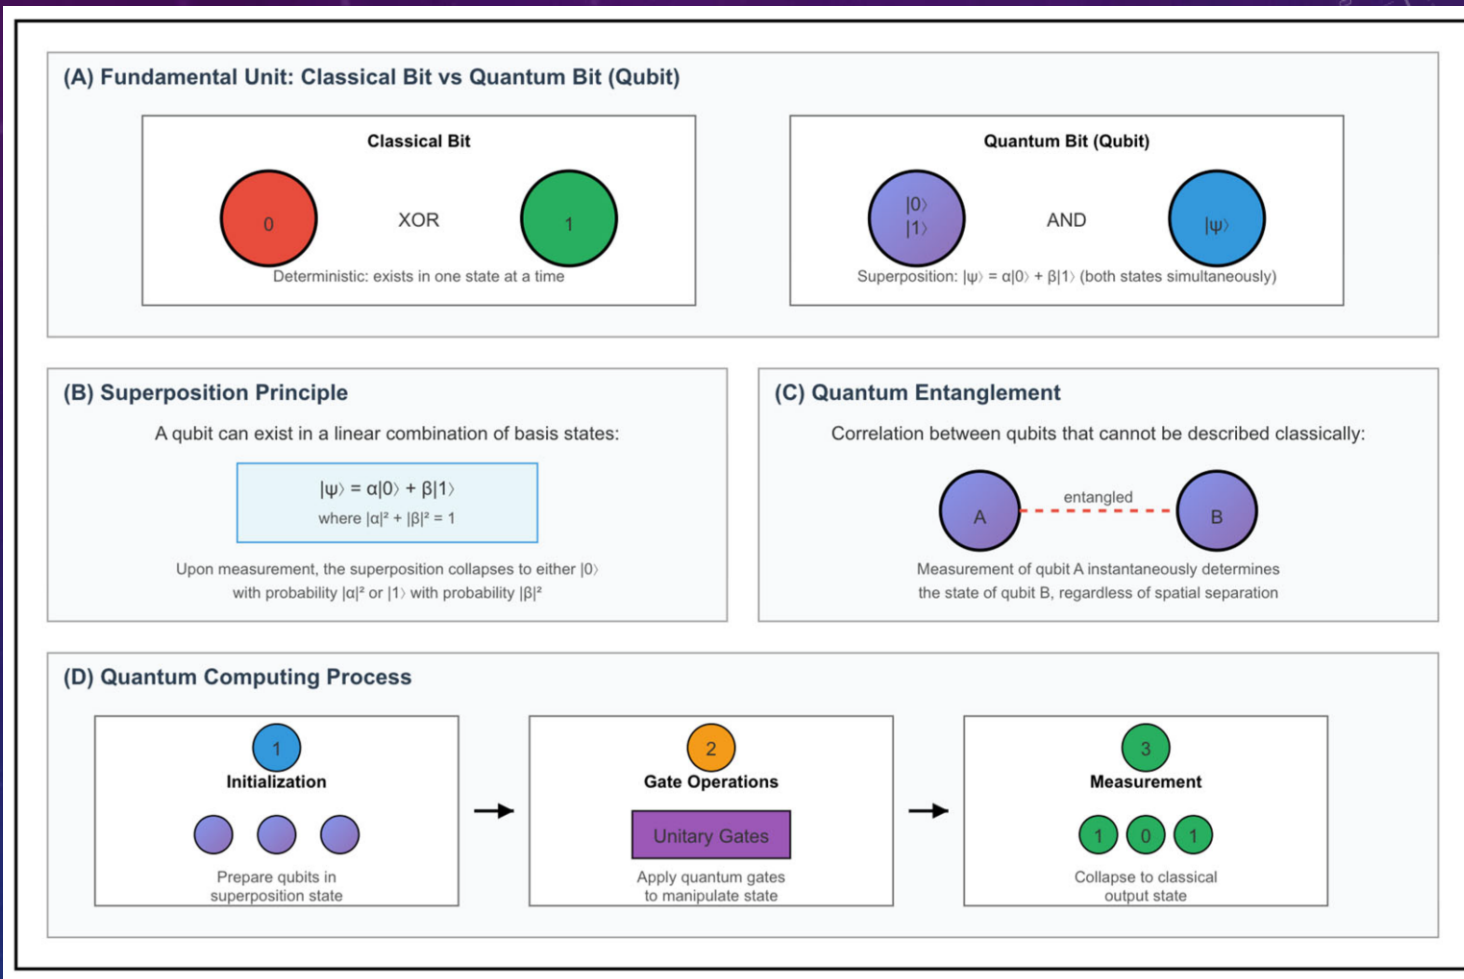 (A) Fundamental Unit: Classical Bit vs Quantum Bit (Qubit)
Classical Bit
0
XOR
1
Deterministic: exists in one state at a time
Quantum Bit (Qubit)
|0⟩
|1⟩
AND
|ψ⟩
Superposition: |ψ⟩ = α|0⟩ + β|1⟩ (both states simultaneously)
(B) Superposition Principle
A qubit can exist in a linear combination of basis states:
|ψ⟩ = α|0⟩ + β|1⟩
where |α|² + |β|² = 1
Upon measurement, the superposition collapses to either |0⟩
with probability |α|² or |1⟩ with probability |β|²
(C) Quantum Entanglement
Correlation between qubits that cannot be described classically:
A
entangled
B
Measurement of qubit A instantaneously determines
the state of qubit B, regardless of spatial separation
(D) Quantum Computing Process
1
Initialization
Prepare qubits in
superposition state
2
Gate Operations
Unitary Gates
Apply quantum gates
to manipulate state
3
Measurement
1 0 1
Collapse to classical
output state